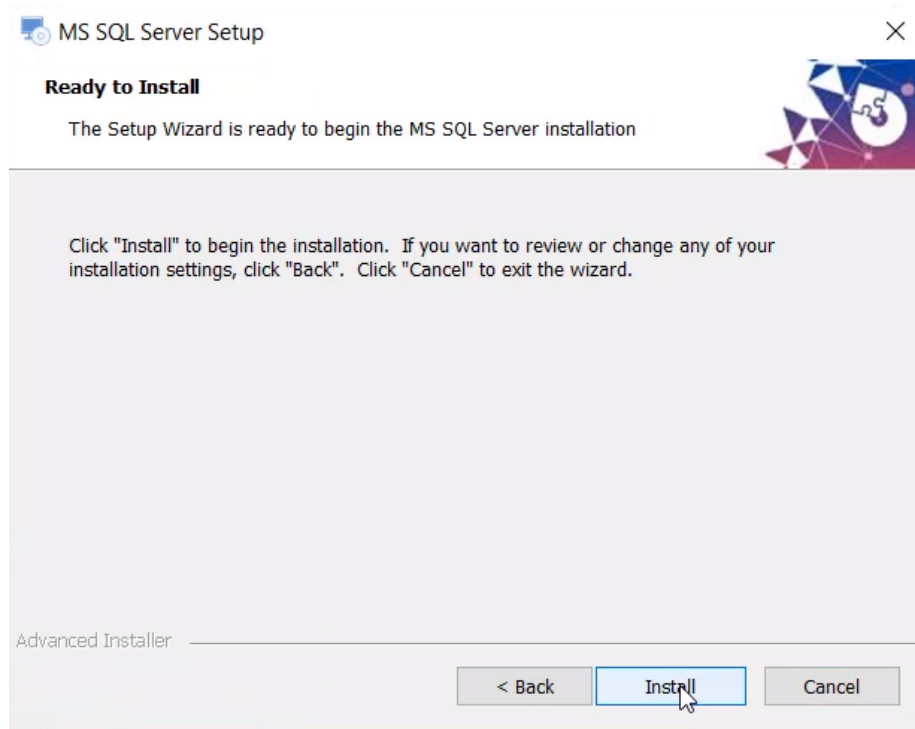 MS SQL Server Setup
Ready to Install
The Setup Wizard is ready to begin the MS SQL Server installation
Click "Install" to begin the installation. If you want to review or change any of your
installation settings, click "Back". Click "Cancel" to exit the wizard.
Advanced Installer
< Back
Install
Cancel